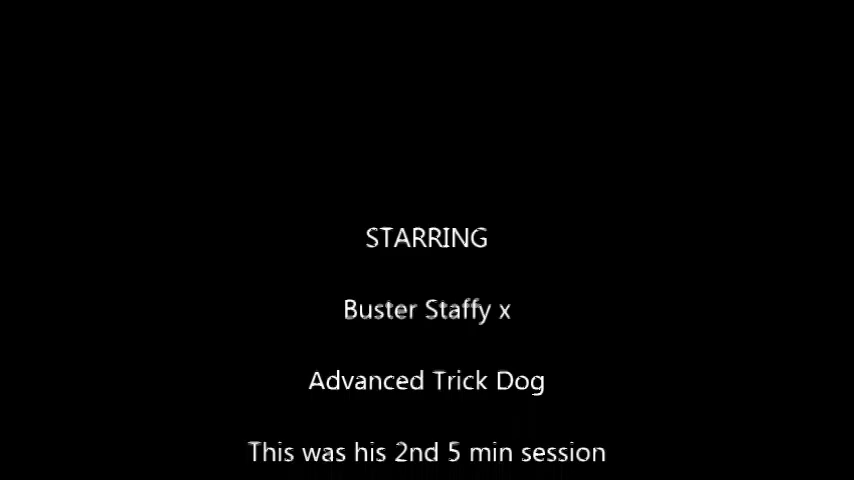 STARRING
Buster Staffy x
Advanced Trick Dog
This was his 2nd 5 min session